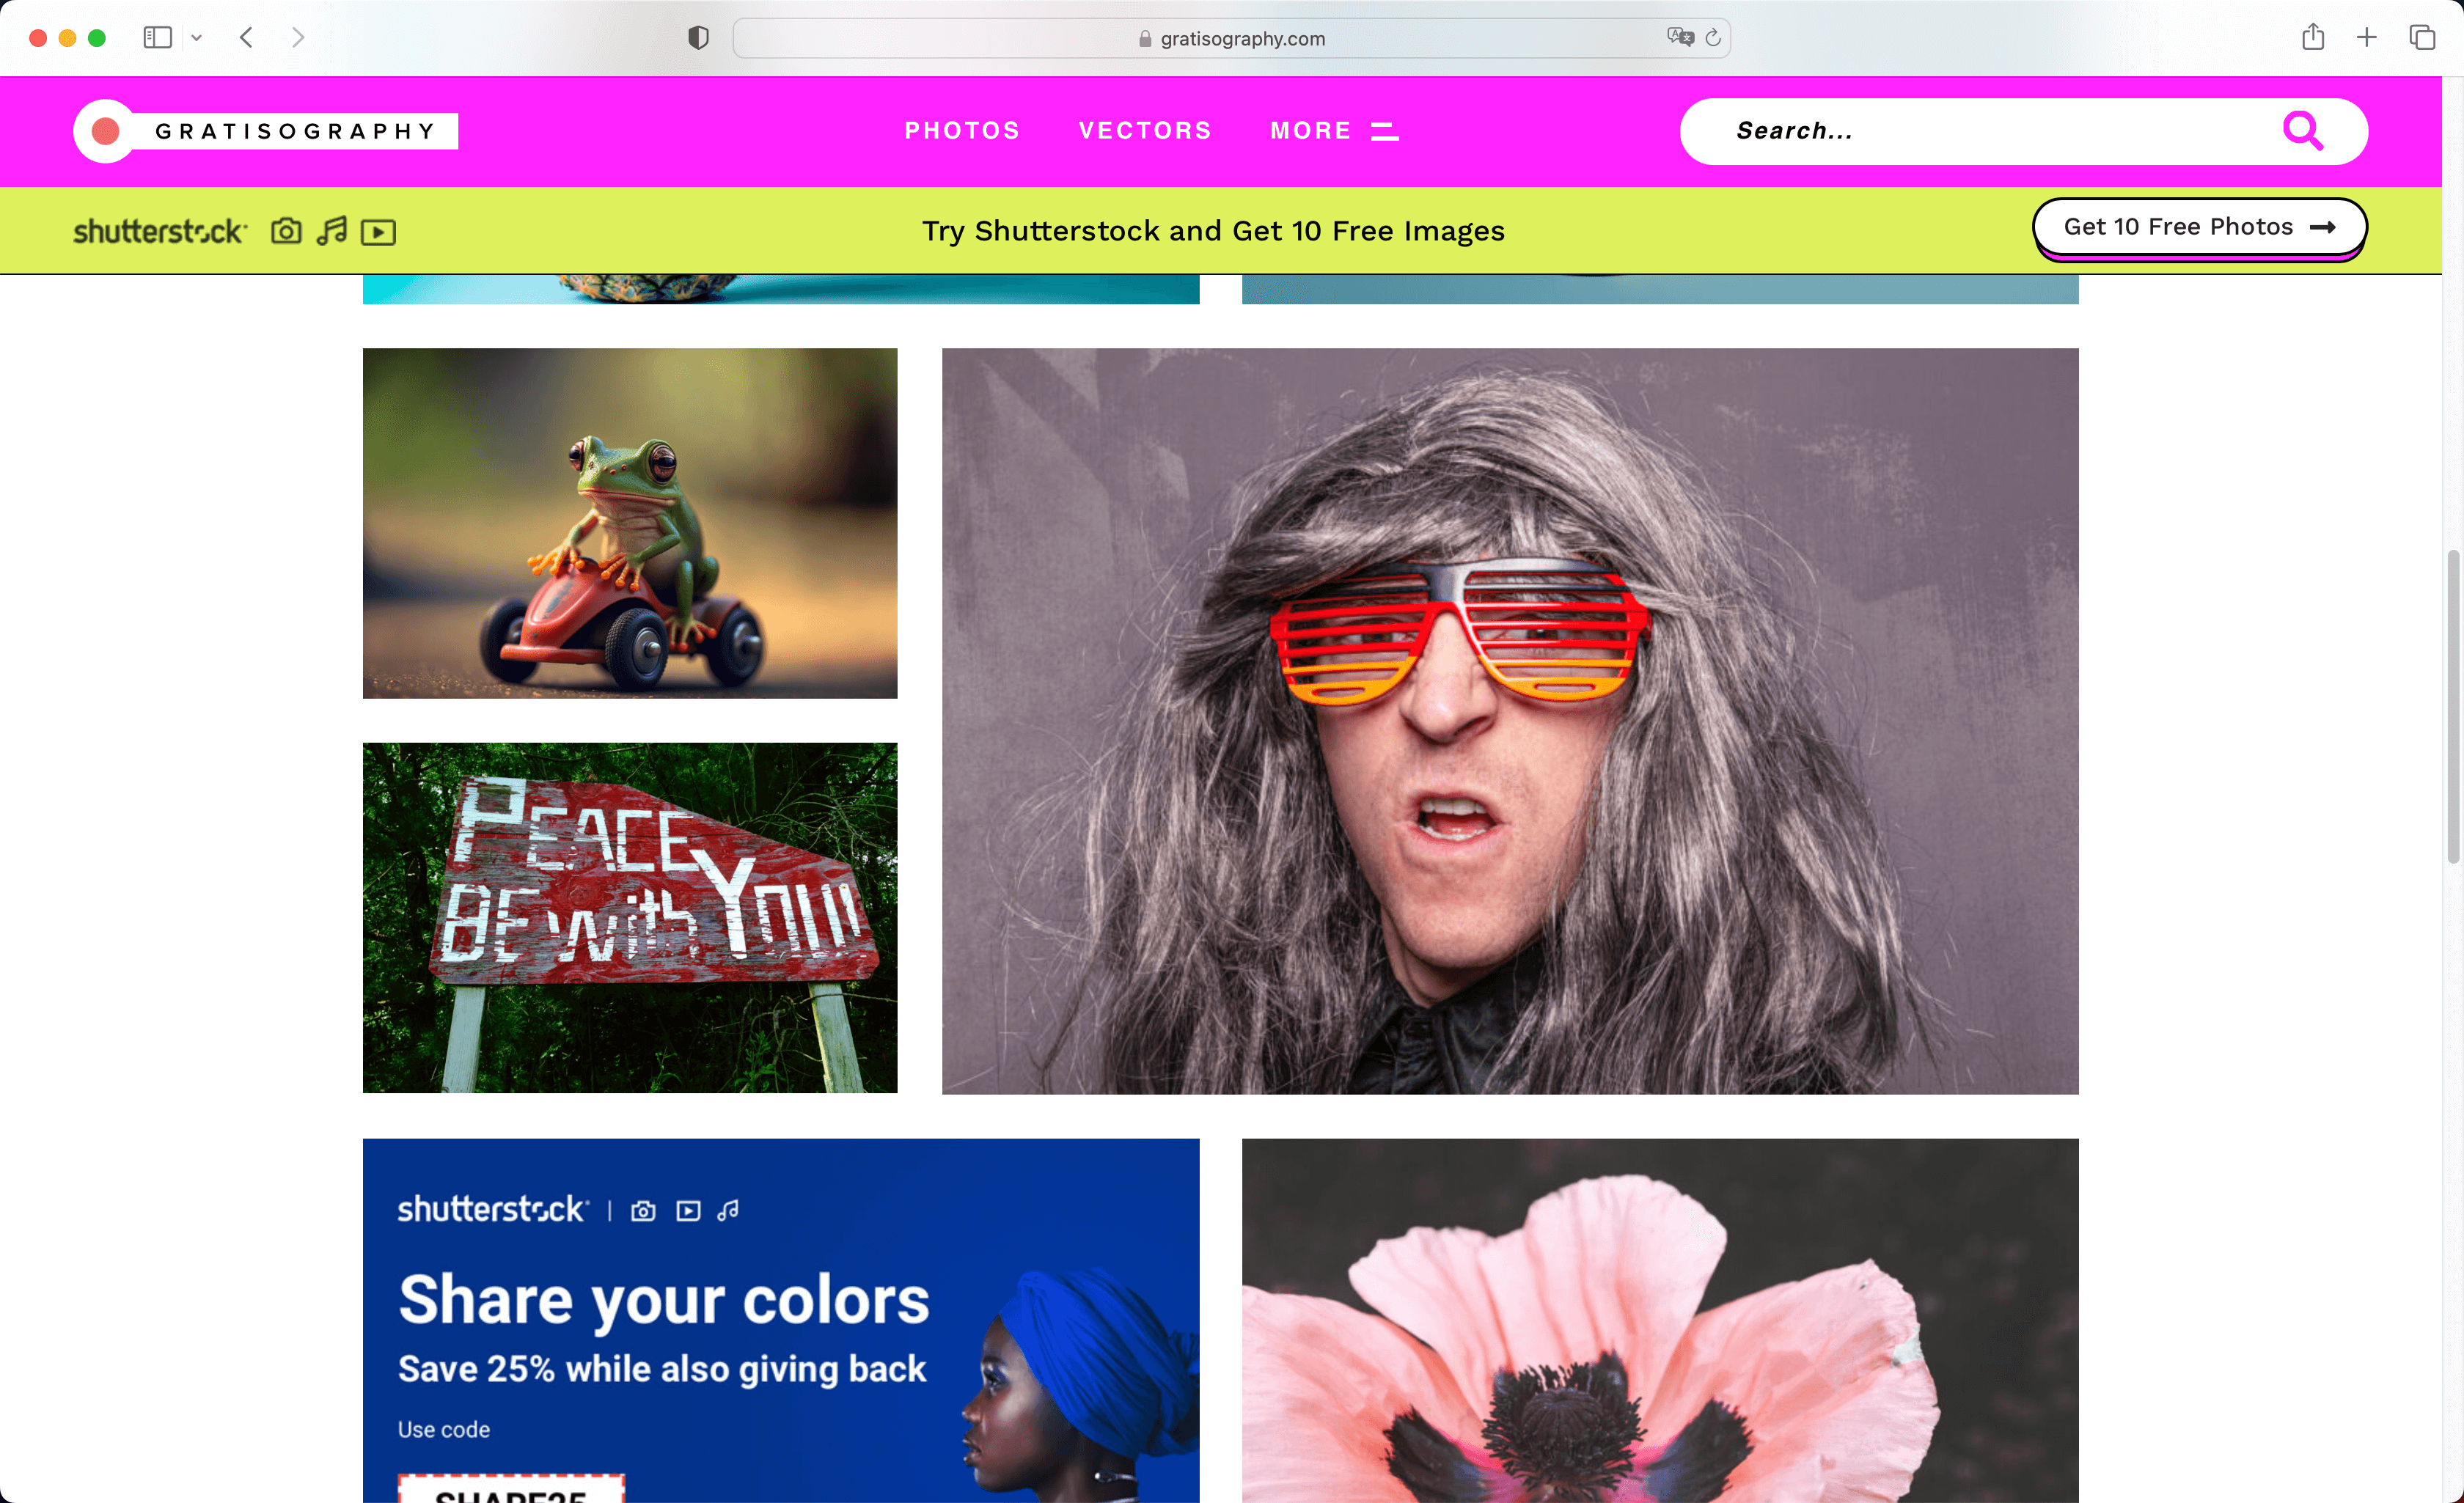 gratisography.com
GRATISOGRAPHY
PHOTOS
VECTORS
MORE
Search...
shutterstock
Try Shutterstock and Get 10 Free Images
Get 10 Free Photos
PEACE
BE with YOU!!
shutterstock
Share your colors
Save 25% while also giving back
Use code
SHARE25